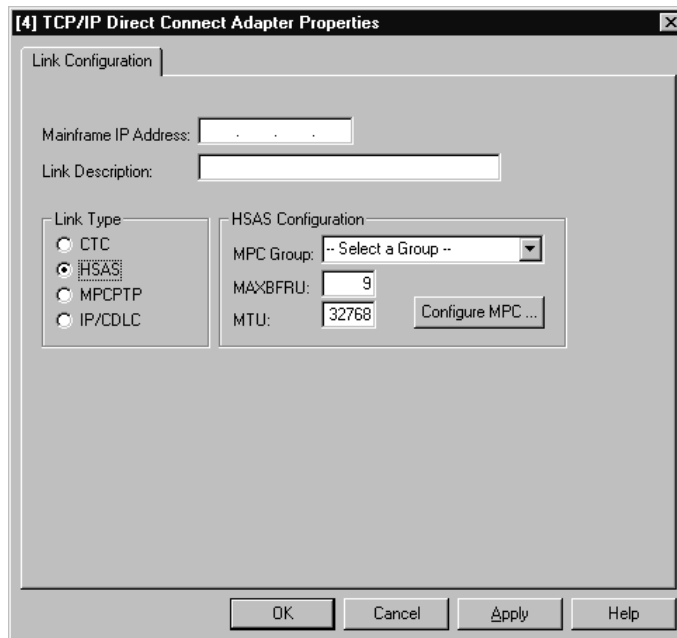 [4] TCP/IP Direct Connect Adapter Properties
Link Configuration
Mainframe IP Address: . . .
Link Description:
Link Type
CTC
HSAS
MPCPTP
IP/CDLC
HSAS Configuration
MPC Group: -- Select a Group --
MAXBFRU: 9
MTU: 32768
Configure MPC ...
OK Cancel Apply Help